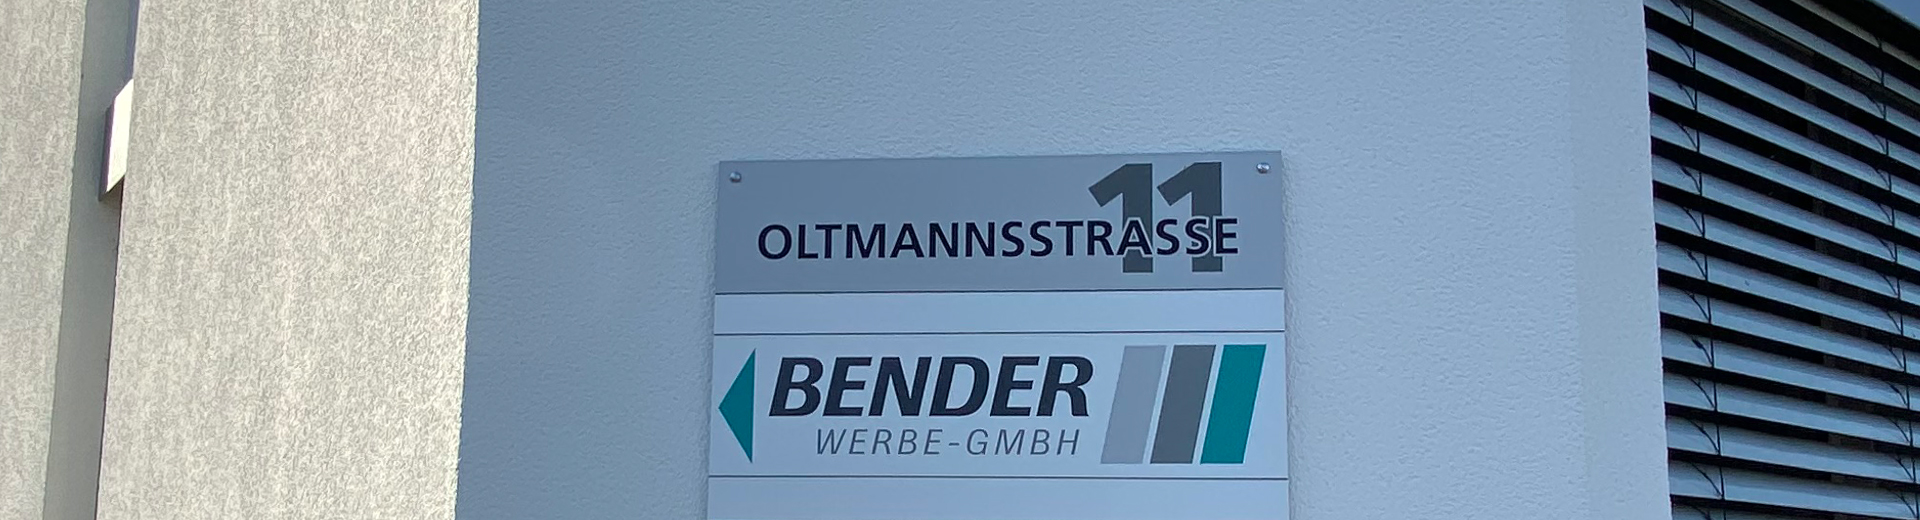 11
OLTMANNSSTRASSE
BENDER
WERBE-GMBH